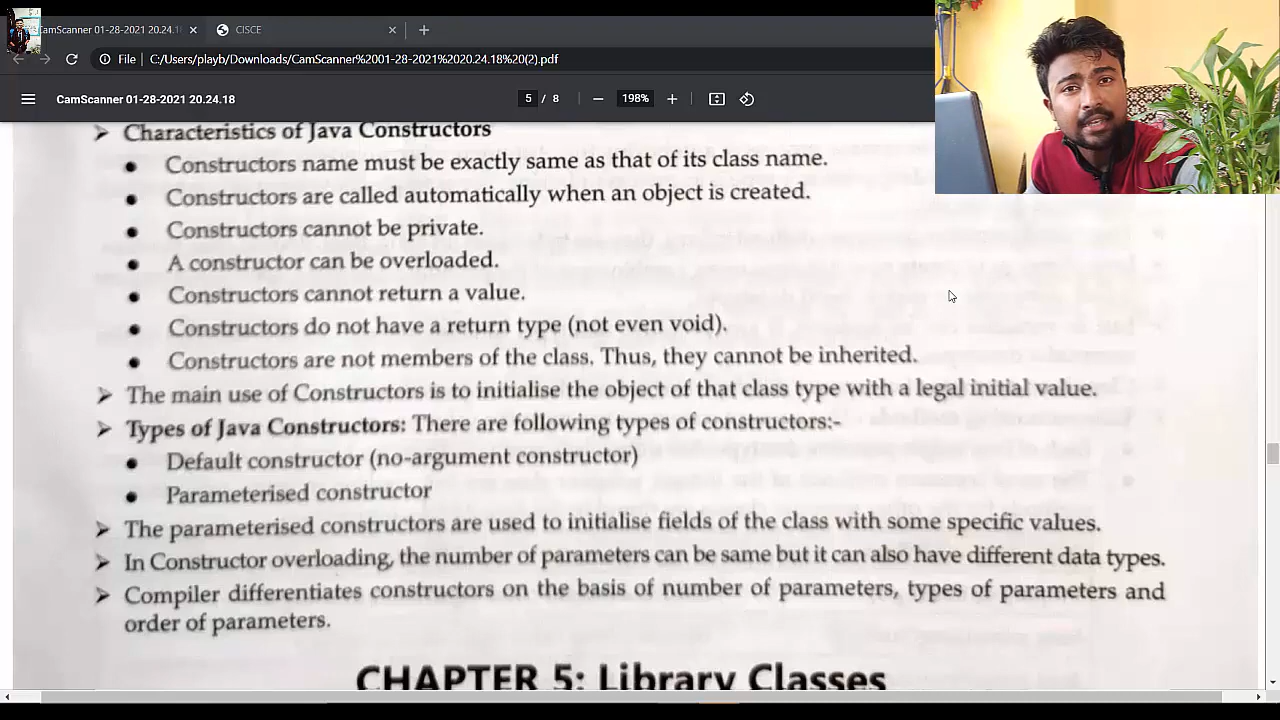 CamScanner 01-28-2021 20.24.1
CISCE
File
C:/Users/playb/Downloads/CamScanner%2001-28-2021%2020.24.18%20(2).pdf
CamScanner 01-28-2021 20.24.18
5 / 8
198%
➤ Characteristics of Java Constructors
● Constructors name must be exactly same as that of its class name.
● Constructors are called automatically when an object is created.
● Constructors cannot be private.
● A constructor can be overloaded.
● Constructors cannot return a value.
● Constructors do not have a return type (not even void).
● Constructors are not members of the class. Thus, they cannot be inherited.
➤ The main use of Constructors is to initialise the object of that class type with a legal initial value.
➤ Types of Java Constructors: There are following types of constructors:-
● Default constructor (no-argument constructor)
● Parameterised constructor
➤ The parameterised constructors are used to initialise fields of the class with some specific values.
➤ In Constructor overloading, the number of parameters can be same but it can also have different data types.
➤ Compiler differentiates constructors on the basis of number of parameters, types of parameters and
order of parameters.
CHAPTER 5: Library Classes